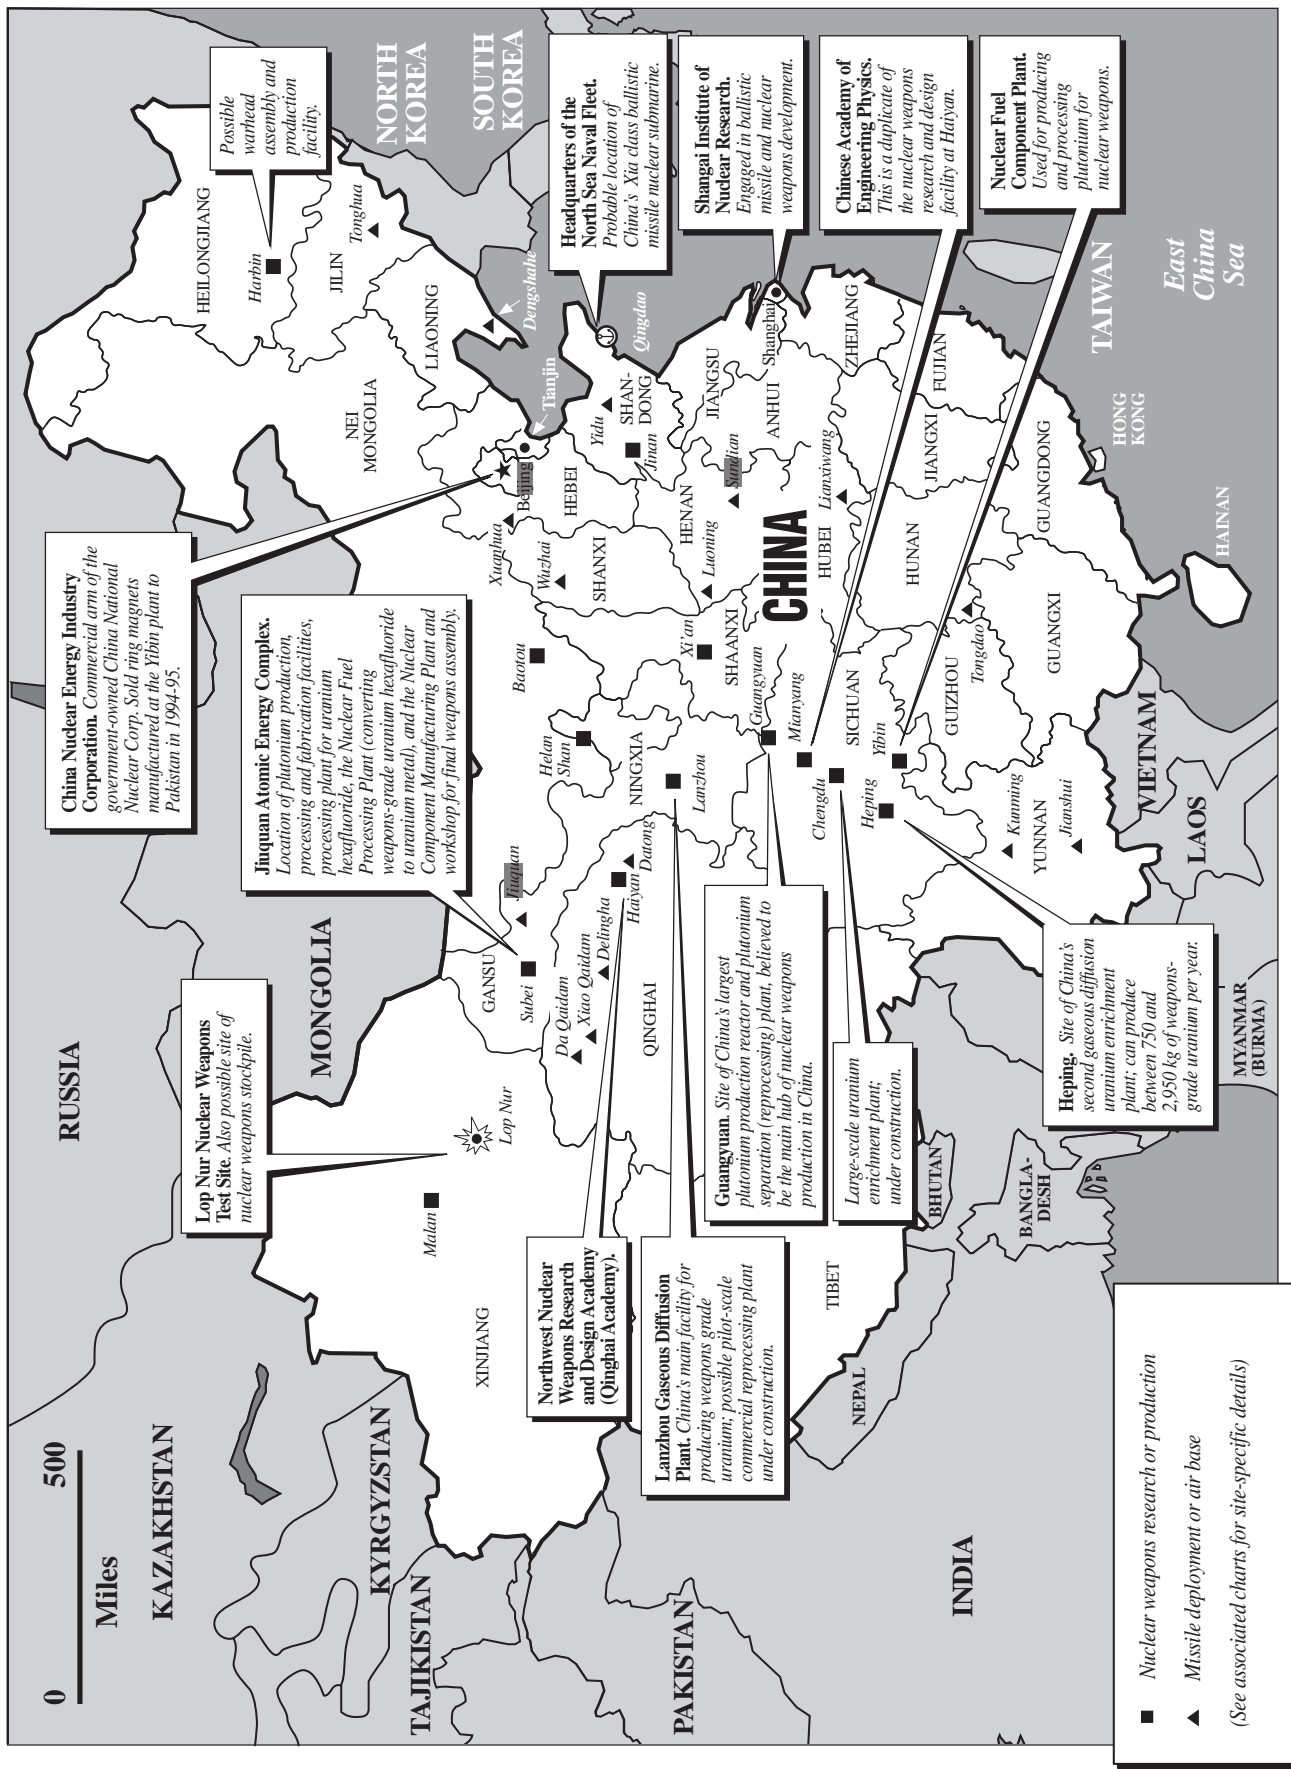 RUSSIA
KAZAKHSTAN
KYRGYZSTAN
TAJIKISTAN
PAKISTAN
INDIA
NEPAL
BHUTAN
BANGLA-
DESH
MYANMAR
(BURMA)
LAOS
VIETNAM
MONGOLIA
NORTH
KOREA
SOUTH
KOREA
TAIWAN
East
China
Sea
HONG
KONG
HAINAN
CHINA
0
500
Miles
Lop Nur Nuclear Weapons
Test Site. Also possible site of
nuclear weapons stockpile.
Jiuquan Atomic Energy Complex.
Location of plutonium production,
processing and fabrication facilities,
processing plant for uranium
hexafluoride, the Nuclear Fuel
Processing Plant (converting
weapons-grade uranium hexafluoride
to uranium metal), and the Nuclear
Component Manufacturing Plant and
workshop for final weapons assembly.
China Nuclear Energy Industry
Corporation. Commercial arm of the
government-owned China National
Nuclear Corp. Sold ring magnets
manufactured at the Yibin plant to
Pakistan in 1994-95.
Possible
warhead
assembly and
production
facility.
Headquarters of the
North Sea Naval Fleet.
Probable location of
China's Xia class ballistic
missile nuclear submarine.
Shangai Institute of
Nuclear Research.
Engaged in ballistic
missile and nuclear
weapons development.
Chinese Academy of
Engineering Physics.
This is a duplicate of
the nuclear weapons
research and design
facility at Haiyan.
Nuclear Fuel
Component Plant.
Used for producing
and processing
plutonium for
nuclear weapons.
Northwest Nuclear
Weapons Research
and Design Academy
(Qinghai Academy).
Lanzhou Gaseous Diffusion
Plant. China's main facility for
producing weapons grade
uranium; possible pilot-scale
commercial reprocessing plant
under construction.
Guangyuan. Site of China's largest
plutonium production reactor and plutonium
separation (reprocessing) plant, believed to
be the main hub of nuclear weapons
production in China.
Large-scale uranium
enrichment plant;
under construction.
Heping. Site of China's
second gaseous diffusion
uranium enrichment
plant; can produce
between 750 and
2,950 kg of weapons-
grade uranium per year.
XINJIANG
Malan
Lop Nur
TIBET
QINGHAI
GANSU
Subei
Jiuquan
Da Qaidam
Xiao Qaidam
Delingha
Haiyan
Datong
NINGXIA
Helan
Shan
Lanzhou
Baotou
NEI
MONGOLIA
HEILONGJIANG
Harbin
JILIN
Tonghua
LIAONING
Dengshahe
Tianjin
Beijing
HEBEI
Xuanhua
Wuzhai
SHANXI
SHAN-
DONG
Yidu
Jinan
Qingdao
JIANGSU
ANHUI
Shanghai
ZHEJIANG
HENAN
Sundian
Luoning
SHAANXI
Xi'an
HUBEI
Lianxiwang
FUJIAN
JIANGXI
HUNAN
GUANGDONG
GUANGXI
Tongdao
GUIZHOU
SICHUAN
Guangyuan
Mianyang
Chengdu
Heping
Yibin
YUNNAN
Kunming
Jianshui
Nuclear weapons research or production
Missile deployment or air base
(See associated charts for site-specific details)